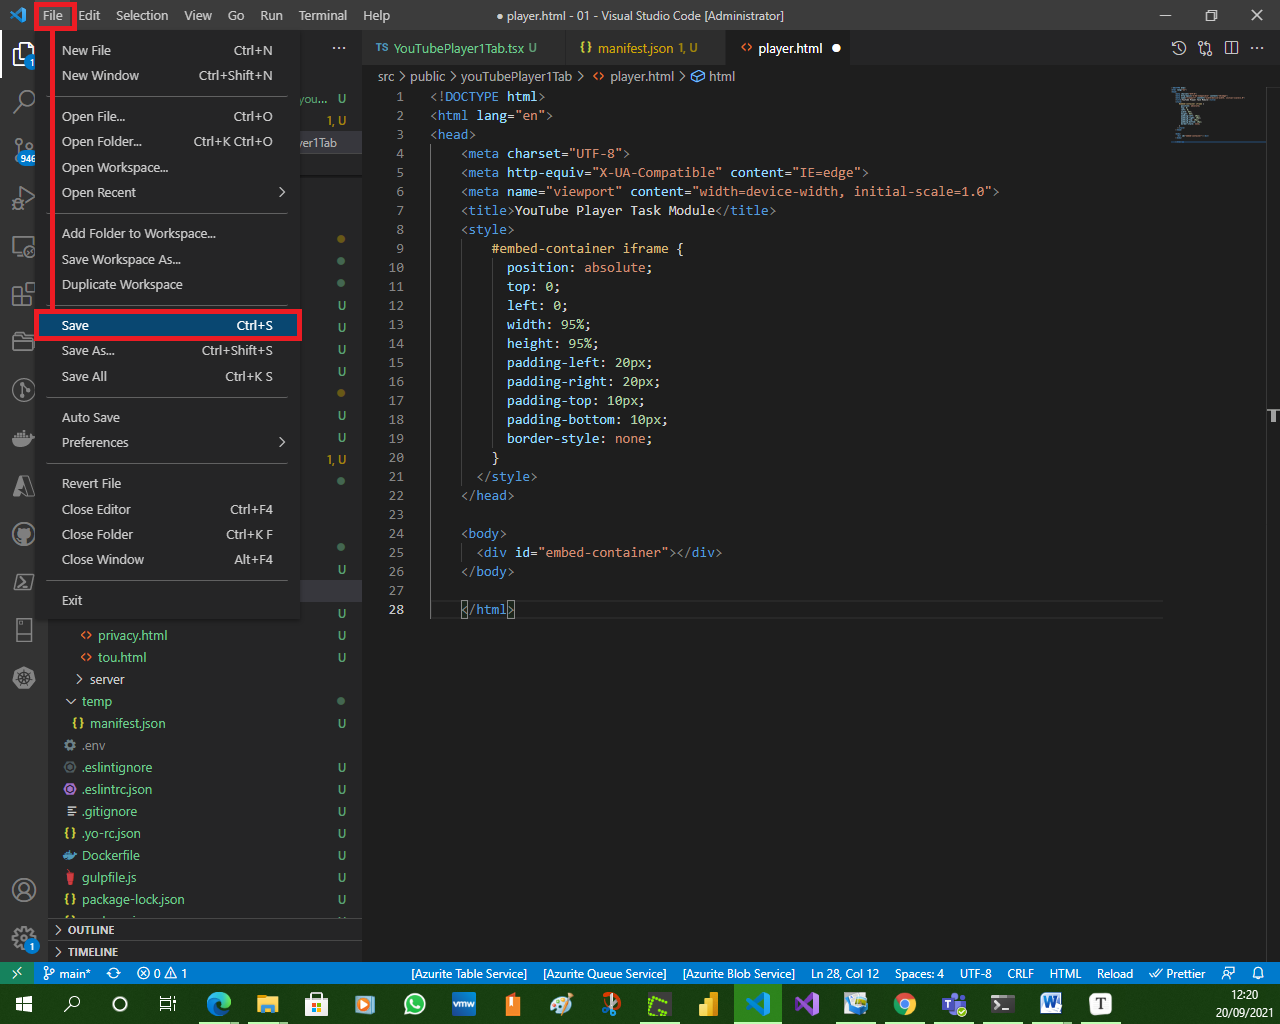 File Edit Selection View Go Run Terminal Help
● player.html - 01 - Visual Studio Code [Administrator]
New File Ctrl+N
New Window Ctrl+Shift+N
Open File... Ctrl+O
Open Folder... Ctrl+K Ctrl+O
Open Workspace...
Open Recent
Add Folder to Workspace...
Save Workspace As...
Duplicate Workspace
Save Ctrl+S
Save As... Ctrl+Shift+S
Save All Ctrl+K S
Auto Save
Preferences
Revert File
Close Editor Ctrl+F4
Close Folder Ctrl+K F
Close Window Alt+F4
Exit
1
946
you... U
1, U
er1Tab
U
U
U
U
U
U
1, U
U
U
privacy.html U
tou.html U
server
temp
{} manifest.json U
.env
.eslintignore U
.eslintrc.json U
.gitignore U
{} .yo-rc.json U
Dockerfile U
gulpfile.js U
{} package-lock.json U
OUTLINE
TIMELINE
1
TS YouTubePlayer1Tab.tsx U
{} manifest.json 1, U
<> player.html ●
src > public > youTubePlayer1Tab > <> player.html > html
1 <!DOCTYPE html>
2 <html lang="en">
3 <head>
4 <meta charset="UTF-8">
5 <meta http-equiv="X-UA-Compatible" content="IE=edge">
6 <meta name="viewport" content="width=device-width, initial-scale=1.0">
7 <title>YouTube Player Task Module</title>
8 <style>
9 #embed-container iframe {
10 position: absolute;
11 top: 0;
12 left: 0;
13 width: 95%;
14 height: 95%;
15 padding-left: 20px;
16 padding-right: 20px;
17 padding-top: 10px;
18 padding-bottom: 10px;
19 border-style: none;
20 }
21 </style>
22 </head>
23
24 <body>
25 <div id="embed-container"></div>
26 </body>
27
28 </html>
main* 0 1 [Azurite Table Service] [Azurite Queue Service] [Azurite Blob Service] Ln 28, Col 12 Spaces: 4 UTF-8 CRLF HTML Reload Prettier
vmw
W
T
12:20
20/09/2021